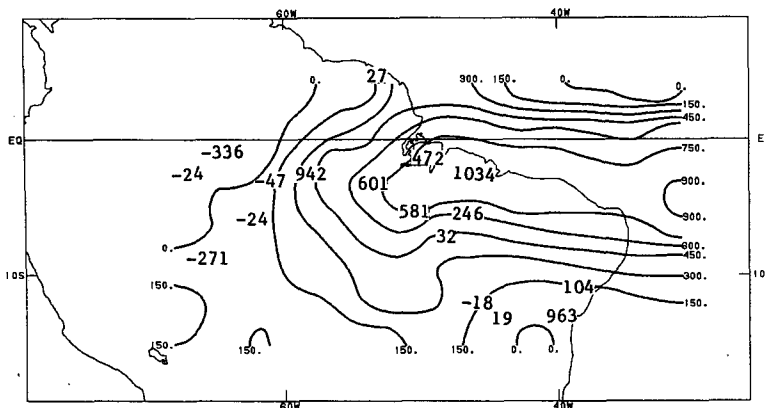 60W 40W
0. 27 300. 150. 0. 0.
150.
450.
EQ E
-336 472 750.
-24 -47 942 601 1034 900.
-24 581 246 900.
32 600.
0. -271 450.
10S 300. 10
150. 104 150.
-18
19 963
150. 150. 150. 150. 0. 0.
60W 40W